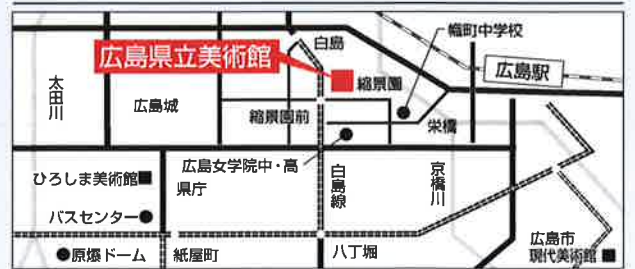 白島
幟町中学校
広島県立美術館
広島駅
太田川
広島城
縮景園
縮景園前
栄橋
広島女学院中・高
ひろしま美術館
県庁
白島線
京橋川
バスセンター
広島市
現代美術館
原爆ドーム
紙屋町
八丁堀